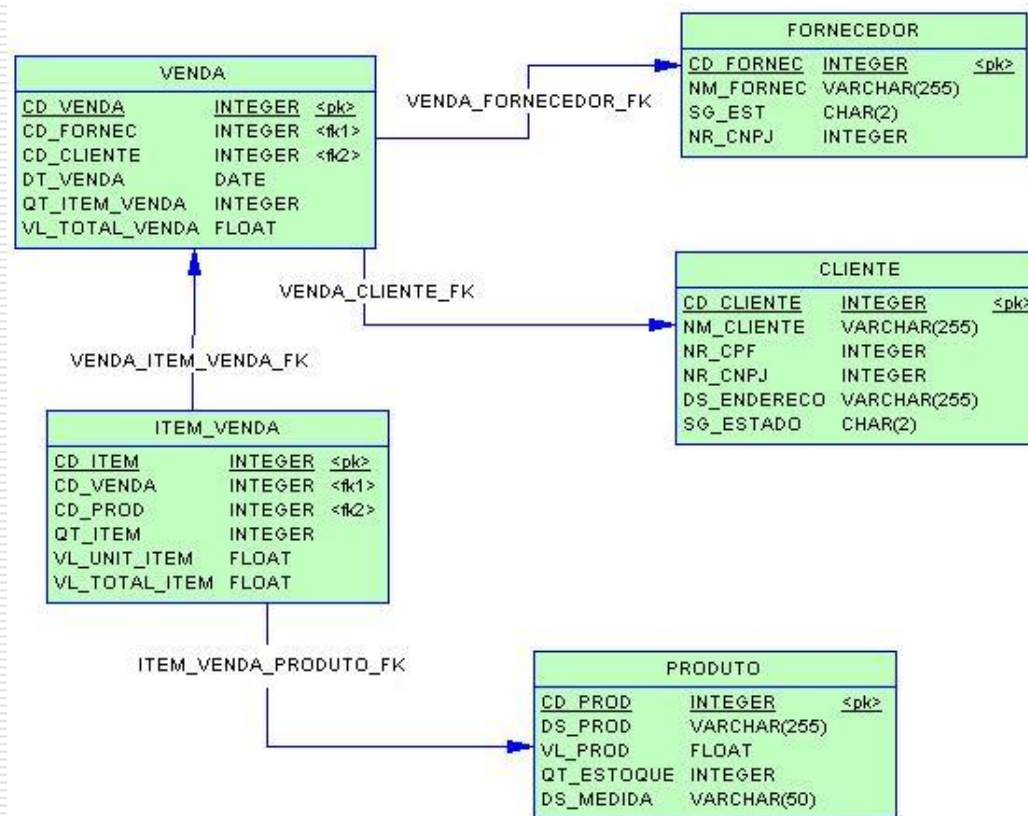 FORNECEDOR
CD_FORNEC INTEGER <pk>
NM_FORNEC VARCHAR(255)
SG_EST CHAR(2)
NR_CNPJ INTEGER
VENDA
CD_VENDA INTEGER <pk>
CD_FORNEC INTEGER <fk1>
CD_CLIENTE INTEGER <fk2>
DT_VENDA DATE
QT_ITEM_VENDA INTEGER
VL_TOTAL_VENDA FLOAT
VENDA_FORNECEDOR_FK
VENDA_CLIENTE_FK
CLIENTE
CD_CLIENTE INTEGER <pk>
NM_CLIENTE VARCHAR(255)
NR_CPF INTEGER
NR_CNPJ INTEGER
DS_ENDERECO VARCHAR(255)
SG_ESTADO CHAR(2)
VENDA_ITEM_VENDA_FK
ITEM_VENDA
CD_ITEM INTEGER <pk>
CD_VENDA INTEGER <fk1>
CD_PROD INTEGER <fk2>
QT_ITEM INTEGER
VL_UNIT_ITEM FLOAT
VL_TOTAL_ITEM FLOAT
ITEM_VENDA_PRODUTO_FK
PRODUTO
CD_PROD INTEGER <pk>
DS_PROD VARCHAR(255)
VL_PROD FLOAT
QT_ESTOQUE INTEGER
DS_MEDIDA VARCHAR(50)